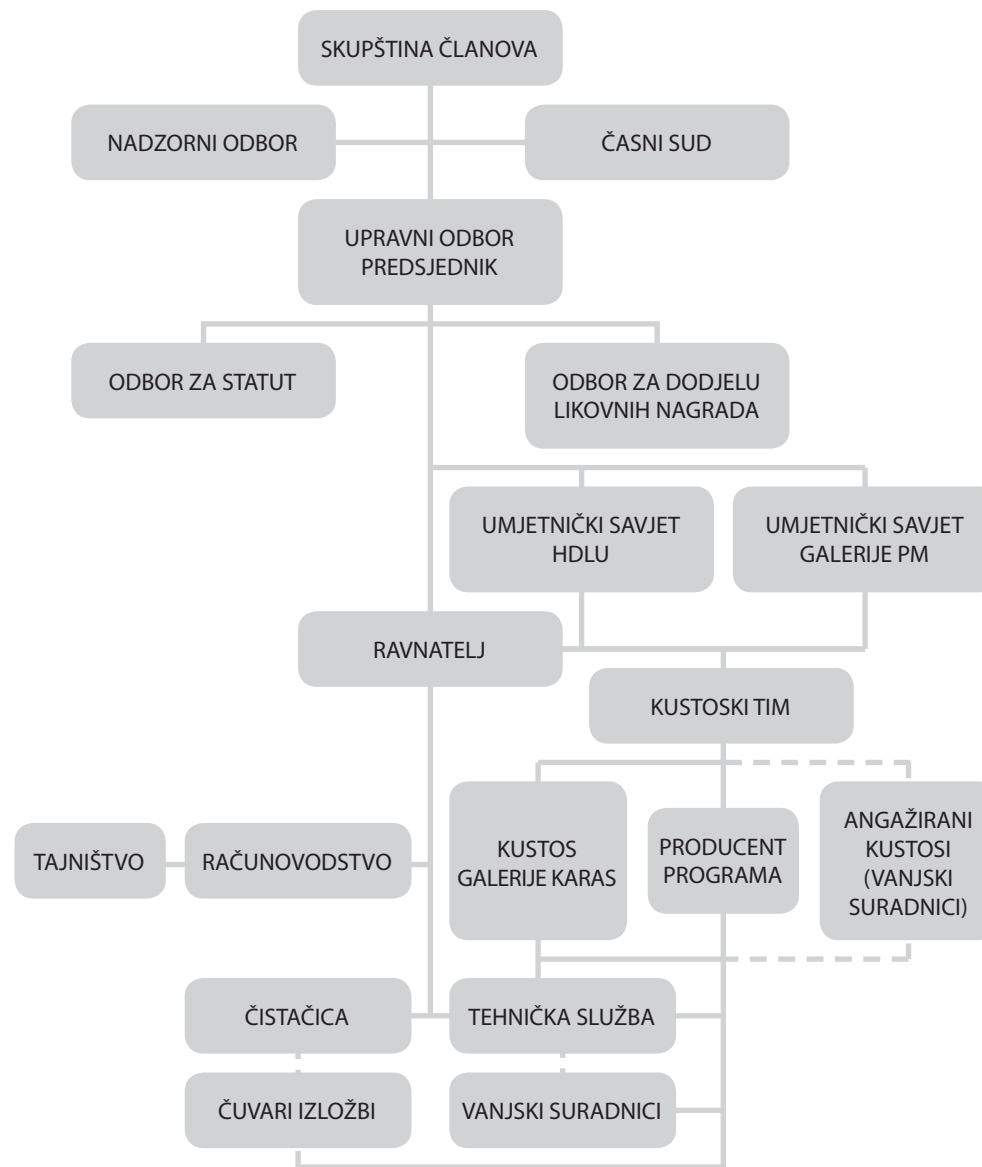 SKUPŠTINA ČLANOVA
NADZORNI ODBOR
ČASNI SUD
UPRAVNI ODBOR
PREDSJEDNIK
ODBOR ZA STATUT
ODBOR ZA DODJELU
LIKOVNIH NAGRADA
UMJETNIČKI SAVJET
HDLU
UMJETNIČKI SAVJET
GALERIJE PM
RAVNATELJ
KUSTOSKI TIM
TAJNIŠTVO
RAČUNOVODSTVO
KUSTOS
GALERIJE KARAS
PRODUCENT
PROGRAMA
ANGAŽIRANI
KUSTOSI
(VANJSKI
SURADNICI)
ČISTAČICA
TEHNIČKA SLUŽBA
ČUVARI IZLOŽBI
VANJSKI SURADNICI